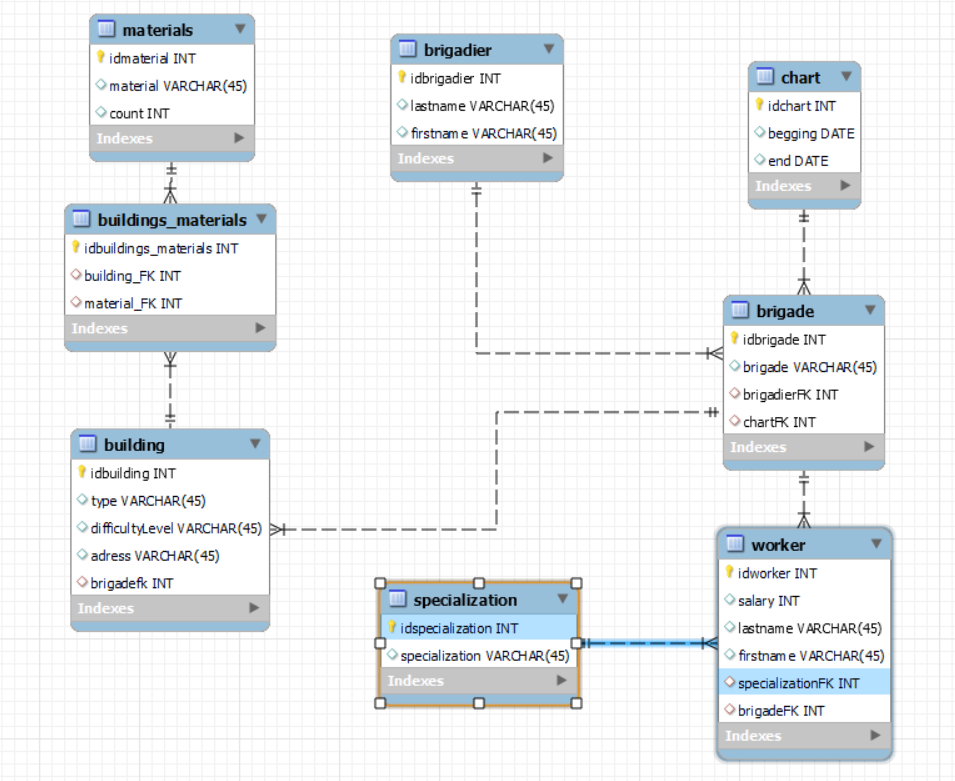 materials
idmaterial INT
material VARCHAR(45)
count INT
Indexes
brigadier
idbrigadier INT
lastname VARCHAR(45)
firstname VARCHAR(45)
Indexes
chart
idchart INT
begging DATE
end DATE
Indexes
buildings_materials
idbuildings_materials INT
building_FK INT
material_FK INT
Indexes
brigade
idbrigade INT
brigade VARCHAR(45)
brigadierFK INT
chartFK INT
Indexes
building
idbuilding INT
type VARCHAR(45)
difficultyLevel VARCHAR(45)
adress VARCHAR(45)
brigadefk INT
Indexes
specialization
idspecialization INT
specialization VARCHAR(45)
Indexes
worker
idworker INT
salary INT
lastname VARCHAR(45)
firstname VARCHAR(45)
specializationFK INT
brigadeFK INT
Indexes